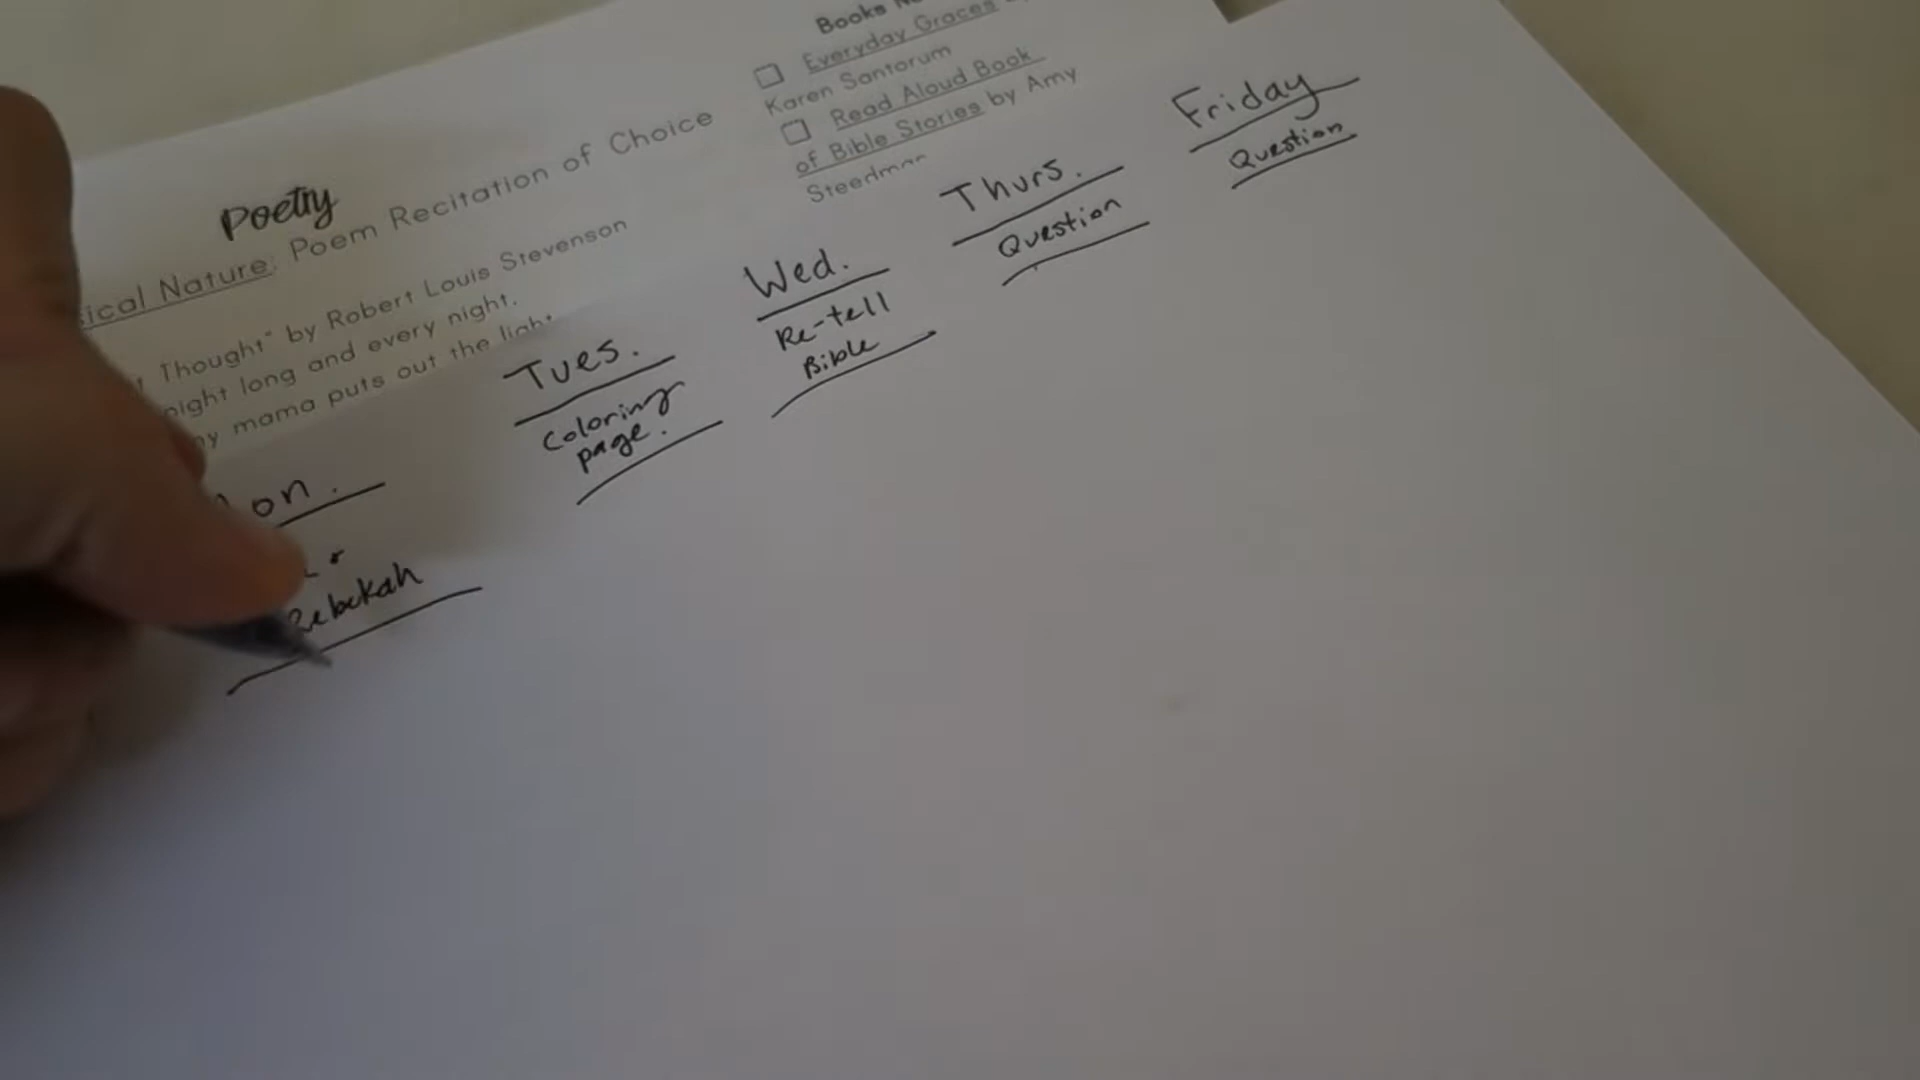 Books
Everyday Graces
Karen Santorum
Read Aloud Book
of Bible Stories by Amy
Poetry
Nature: Poem Recitation of Choice
Thought" by Robert Louis Stevenson
night long and every night.
mama puts out the light
Mon.
Rebekah
Tues.
Coloring
page.
Wed.
Re-tell
Bible
Thurs.
Question
Friday
Question